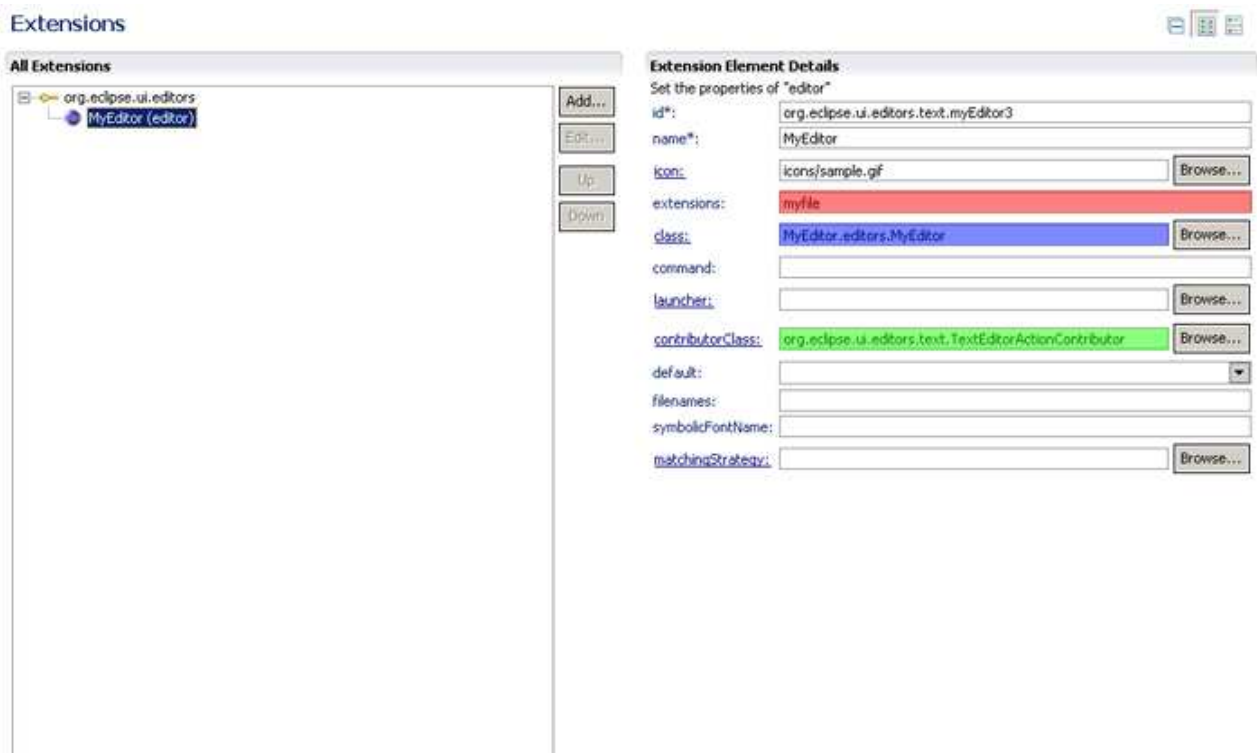 Extensions
All Extensions
org.eclipse.ui.editors
MyEditor (editor)
Add...
Edit...
Up
Down
Extension Element Details
Set the properties of "editor"
id*: org.eclipse.ui.editors.text.myEditor3
name*: MyEditor
icon: icons/sample.gif Browse...
extensions: myfile
class: MyEditor.editors.MyEditor Browse...
command:
launcher: Browse...
contributorClass: org.eclipse.ui.editors.text.TextEditorActionContributor Browse...
default:
filenames:
symbolicFontName:
matchingStrategy: Browse...